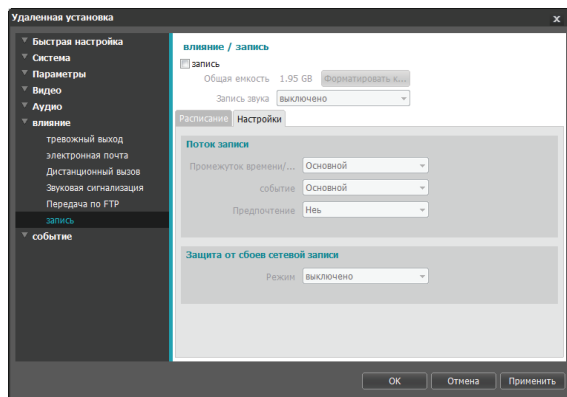 Удаленная установка
x
Быстрая настройка
Система
Параметры
Видео
Аудио
влияние
тревожный выход
электронная почта
Дистанционный вызов
Звуковая сигнализация
Передача по FTP
запись
событие
влияние / запись
запись
Общая емкость 1.95 GB Форматировать к...
Запись звука выключено
Расписание Настройки
Поток записи
Промежуток времени/... Основной
событие Основной
Предпочтение Неь
Защита от сбоев сетевой записи
Режим выключено
OK Отмена Применить